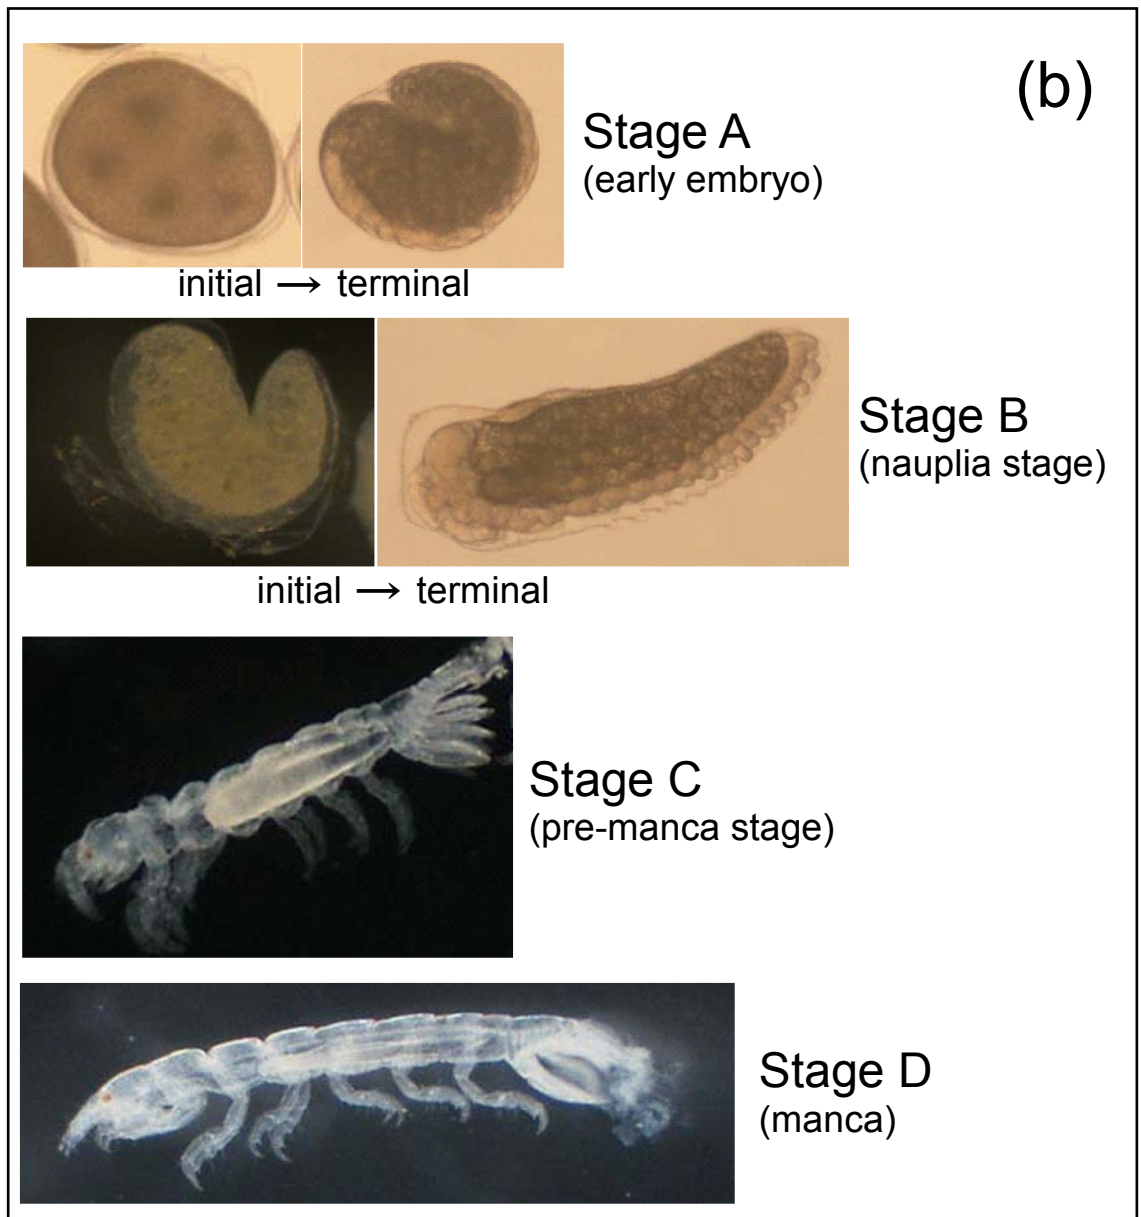 (b)
Stage A
(early embryo)
initial → terminal
Stage B
(nauplia stage)
initial → terminal
Stage C
(pre-manca stage)
Stage D
(manca)